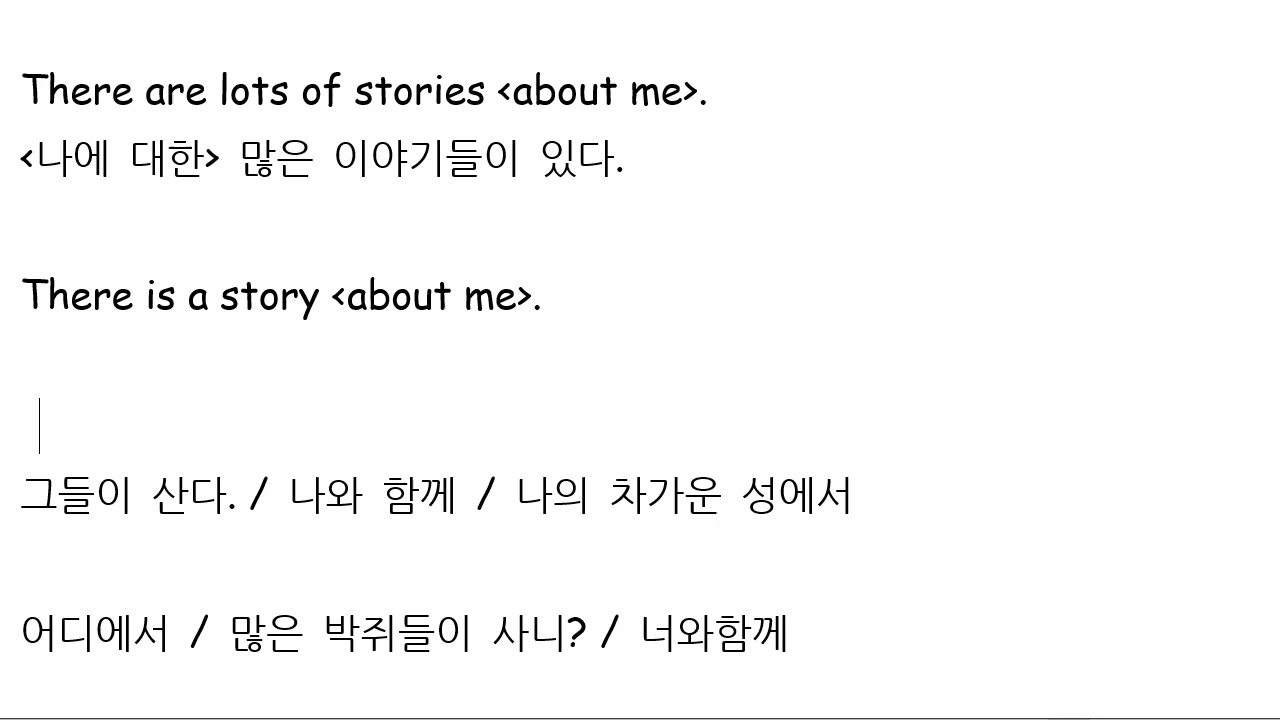 There are lots of stories <about me>.
<나에 대한> 많은 이야기들이 있다.
There is a story <about me>.
그들이 산다. / 나와 함께 / 나의 차가운 성에서
어디에서 / 많은 박쥐들이 사니? / 너와함께